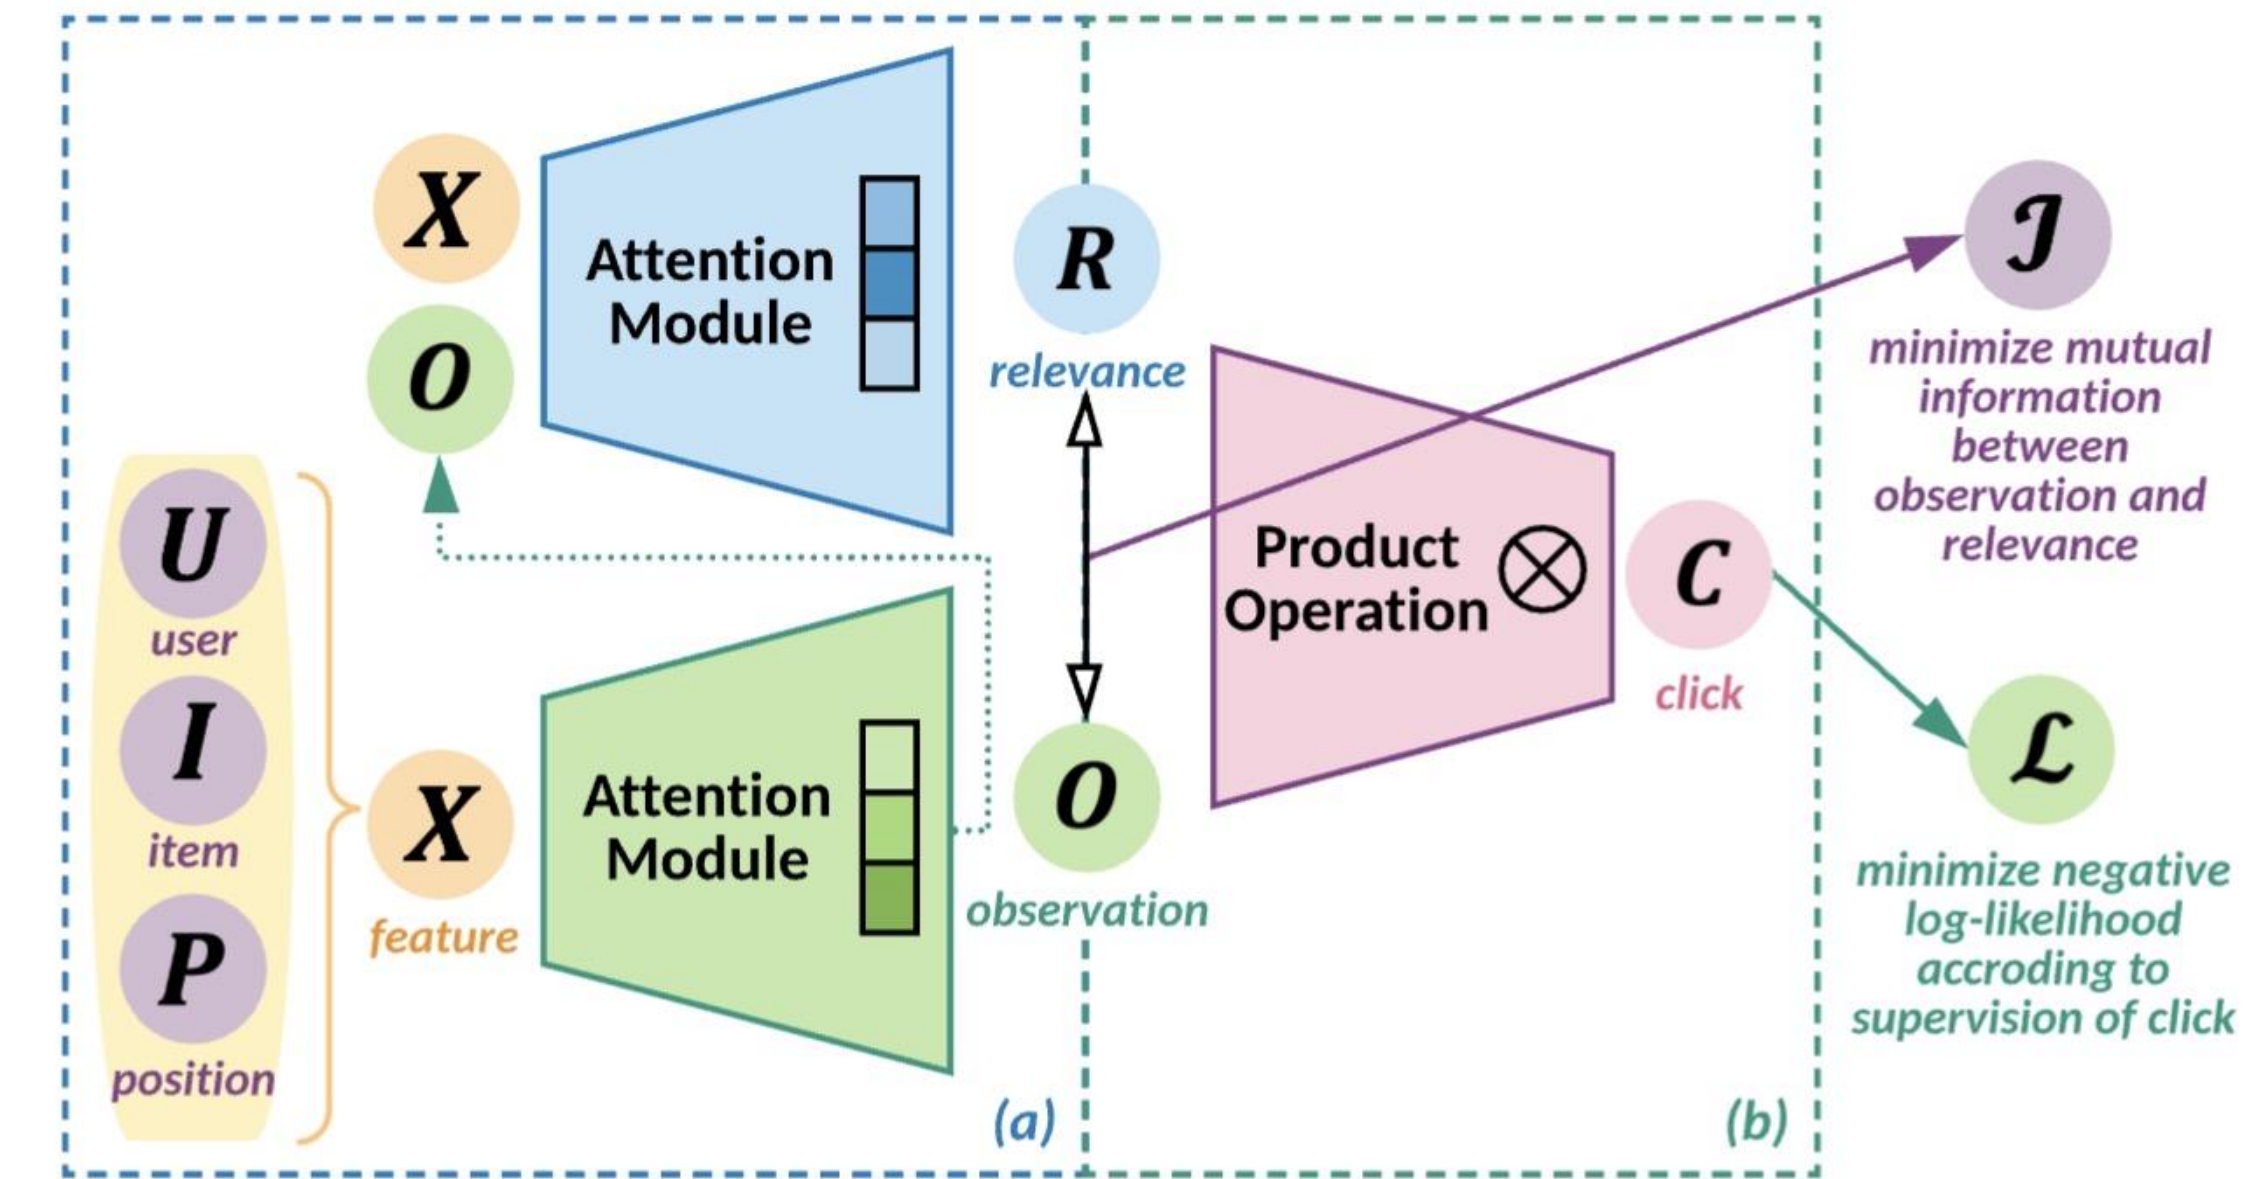 X
O
Attention
Module
R
relevance
U
user
I
item
P
position
X
feature
Attention
Module
O
observation
(a)
Product
Operation
C
click
(b)
J
minimize mutual
information
between
observation and
relevance
L
minimize negative
log-likelihood
accroding to
supervision of click